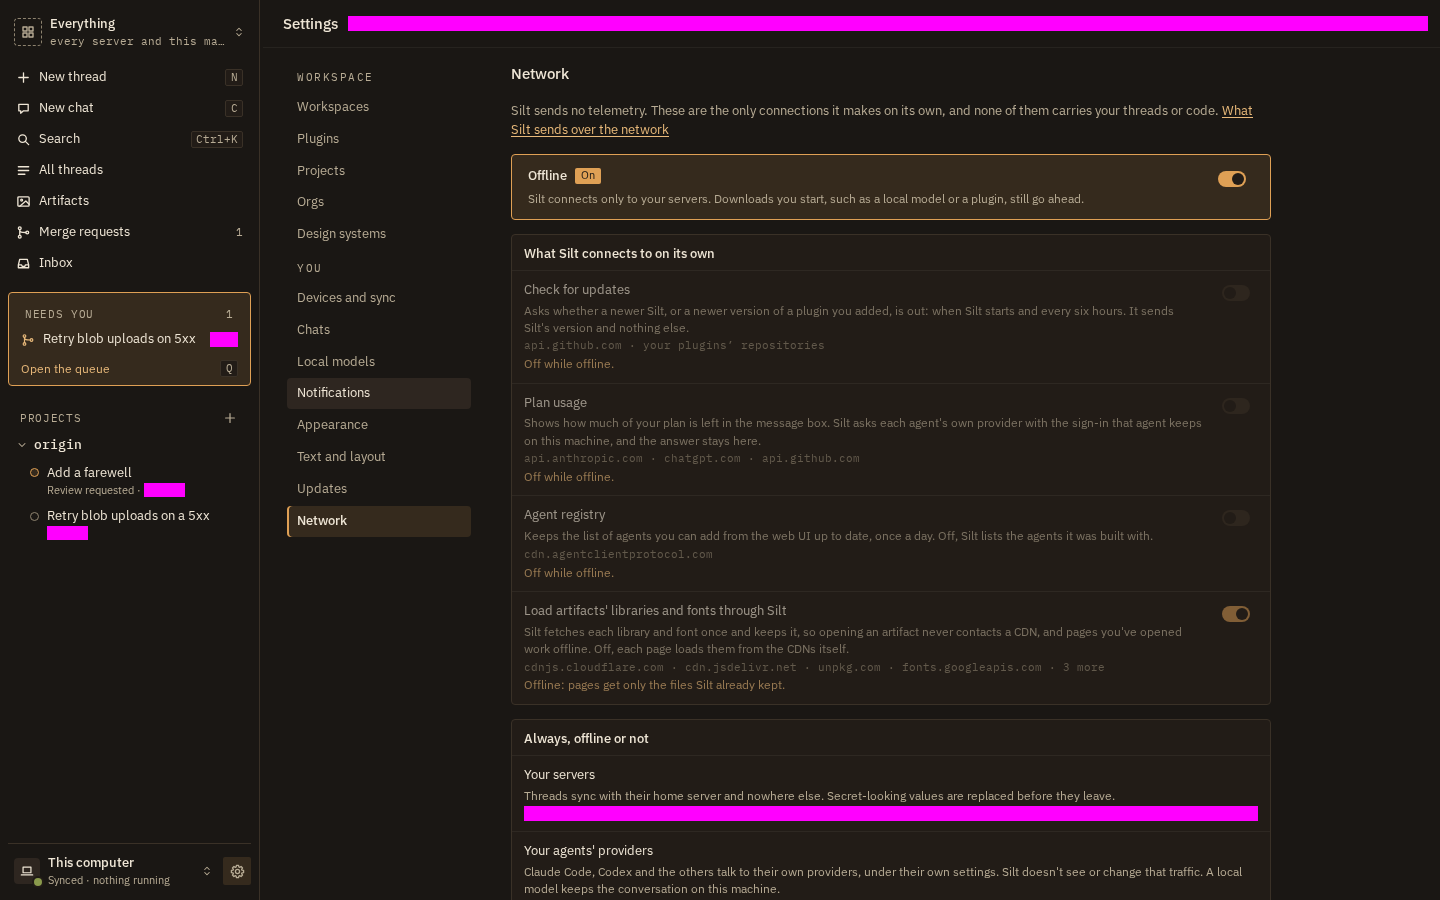 Everything
every server and this ma…
New thread N
New chat C
Search Ctrl+K
All threads
Artifacts
Merge requests 1
Inbox
NEEDS YOU 1
Retry blob uploads on 5xx
Open the queue Q
PROJECTS
origin
Add a farewell
Review requested ·
Retry blob uploads on a 5xx
This computer
Synced · nothing running
Settings
WORKSPACE
Workspaces
Plugins
Projects
Orgs
Design systems
YOU
Devices and sync
Chats
Local models
Notifications
Appearance
Text and layout
Updates
Network
Network
Silt sends no telemetry. These are the only connections it makes on its own, and none of them carries your threads or code. What
Silt sends over the network
Offline On
Silt connects only to your servers. Downloads you start, such as a local model or a plugin, still go ahead.
What Silt connects to on its own
Check for updates
Asks whether a newer Silt, or a newer version of a plugin you added, is out: when Silt starts and every six hours. It sends
Silt's version and nothing else.
api.github.com · your plugins’ repositories
Off while offline.
Plan usage
Shows how much of your plan is left in the message box. Silt asks each agent's own provider with the sign-in that agent keeps
on this machine, and the answer stays here.
api.anthropic.com · chatgpt.com · api.github.com
Off while offline.
Agent registry
Keeps the list of agents you can add from the web UI up to date, once a day. Off, Silt lists the agents it was built with.
cdn.agentclientprotocol.com
Off while offline.
Load artifacts' libraries and fonts through Silt
Silt fetches each library and font once and keeps it, so opening an artifact never contacts a CDN, and pages you've opened
work offline. Off, each page loads them from the CDNs itself.
cdnjs.cloudflare.com · cdn.jsdelivr.net · unpkg.com · fonts.googleapis.com · 3 more
Offline: pages get only the files Silt already kept.
Always, offline or not
Your servers
Threads sync with their home server and nowhere else. Secret-looking values are replaced before they leave.
Your agents' providers
Claude Code, Codex and the others talk to their own providers, under their own settings. Silt doesn't see or change that traffic. A local
model keeps the conversation on this machine.